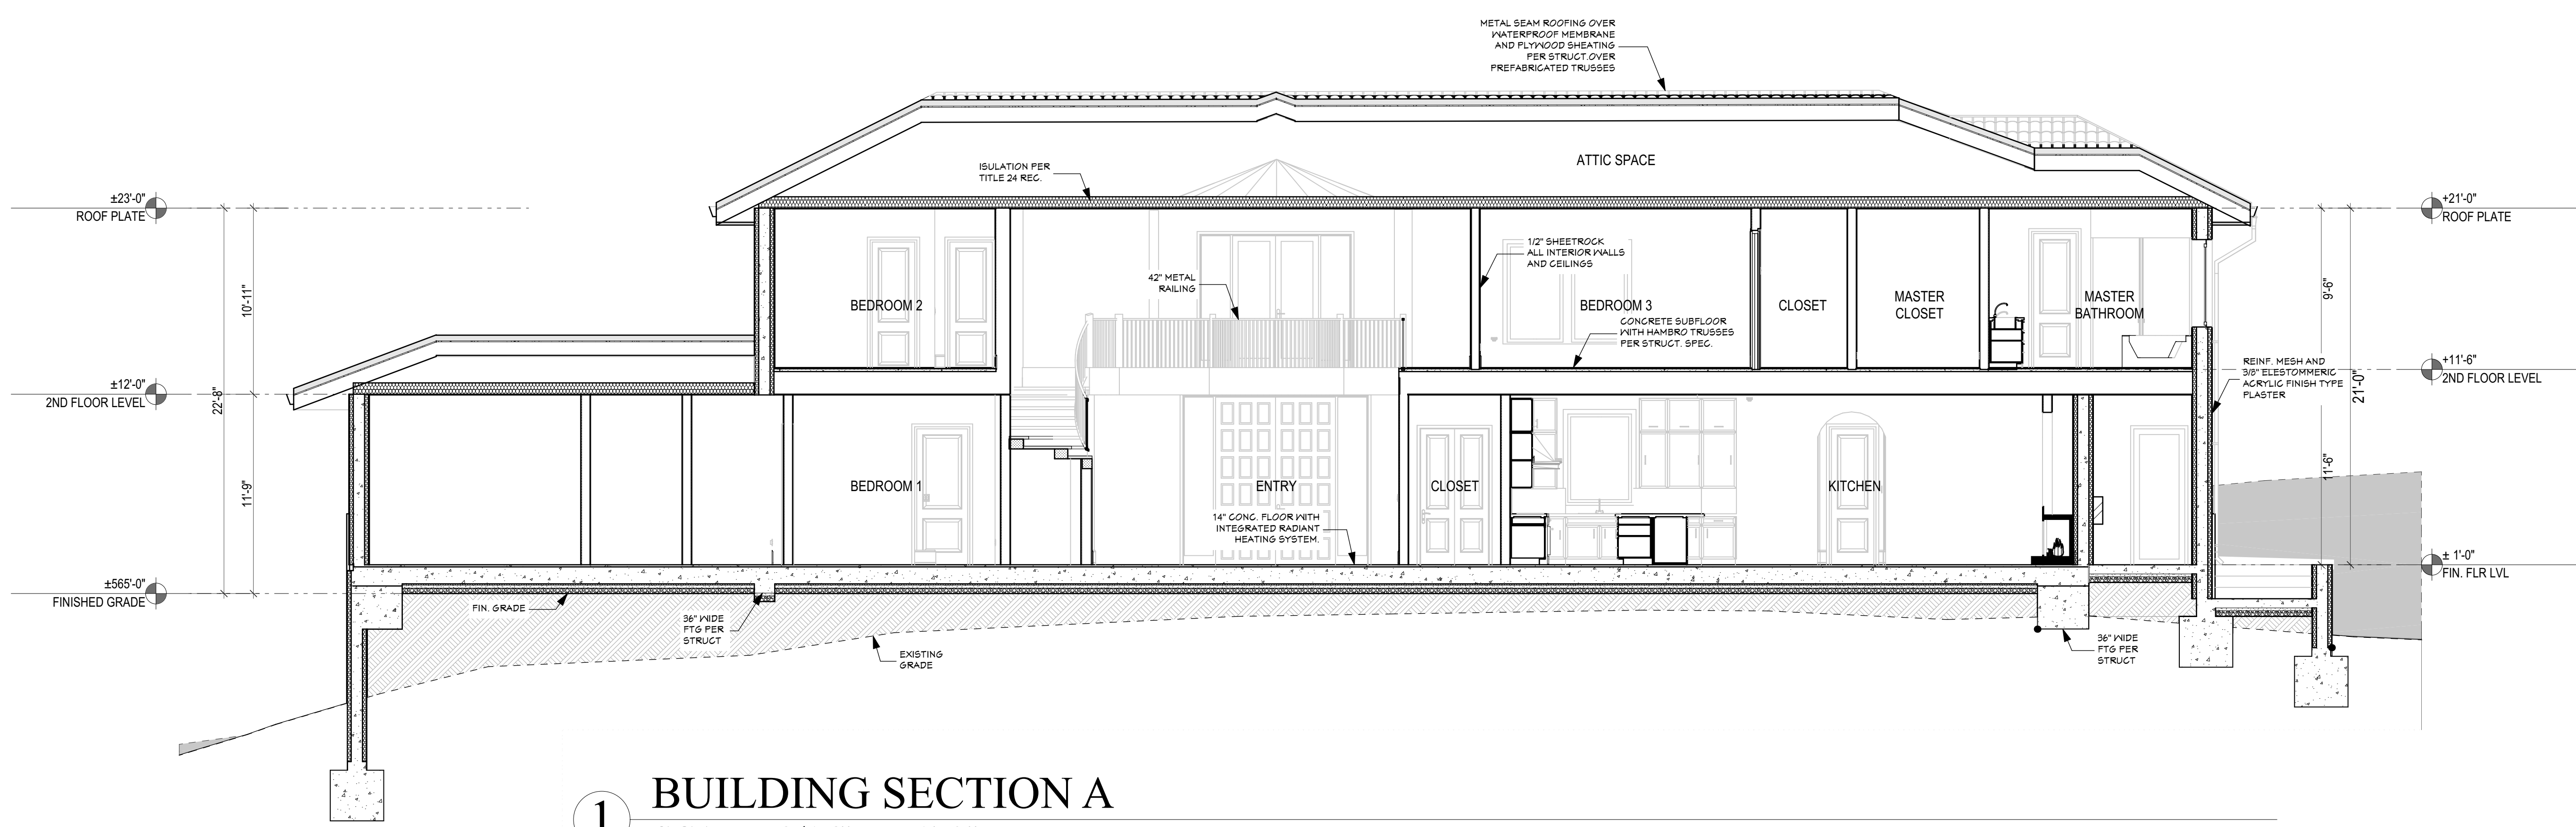 METAL SEAM ROOFING OVER
WATERPROOF MEMBRANE
AND PLYWOOD SHEATING
PER STRUCT.OVER
PREFABRICATED TRUSSES
ATTIC SPACE
ISULATION PER
TITLE 24 REC.
±23'-0"
ROOF PLATE
+21'-0"
ROOF PLATE
10'-11"
22'-8"
11'-9"
±12'-0"
2ND FLOOR LEVEL
±565'-0"
FINISHED GRADE
BEDROOM 2
42" METAL
RAILING
1/2" SHEETROCK
ALL INTERIOR WALLS
AND CEILINGS
BEDROOM 3
CONCRETE SUBFLOOR
WITH HAMBRO TRUSSES
PER STRUCT. SPEC.
CLOSET
MASTER
CLOSET
MASTER
BATHROOM
9'-6"
21'-0"
11'-6"
+11'-6"
2ND FLOOR LEVEL
REINF. MESH AND
3/8" ELESTOMMERIC
ACRYLIC FINISH TYPE
PLASTER
BEDROOM 1
ENTRY
CLOSET
KITCHEN
14" CONC. FLOOR WITH
INTEGRATED RADIANT
HEATING SYSTEM.
± 1'-0"
FIN. FLR LVL
FIN. GRADE
36" WIDE
FTG PER
STRUCT
EXISTING
GRADE
36" WIDE
FTG PER
STRUCT
1
BUILDING SECTION A